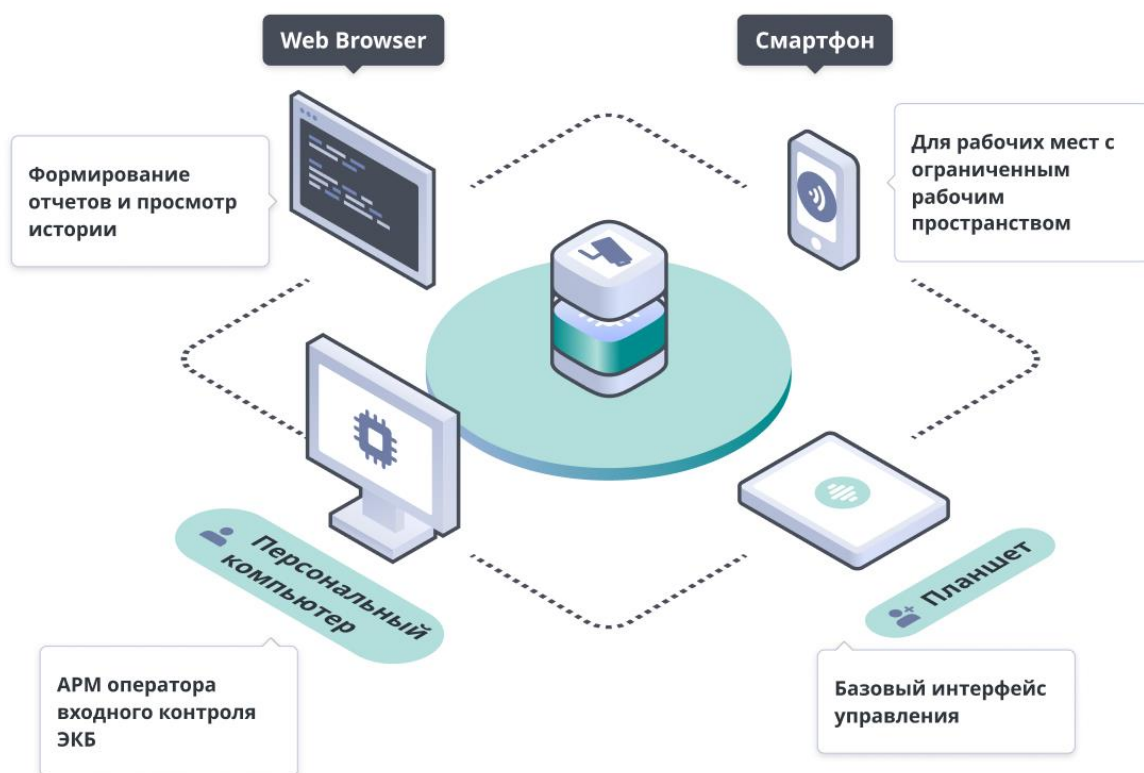 Web Browser
Смартфон
Формирование
отчетов и просмотр
истории
Для рабочих мест с
ограниченным
рабочим
пространством
Персональный
компьютер
Планшет
АРМ оператора
входного контроля
ЭКБ
Базовый интерфейс
управления